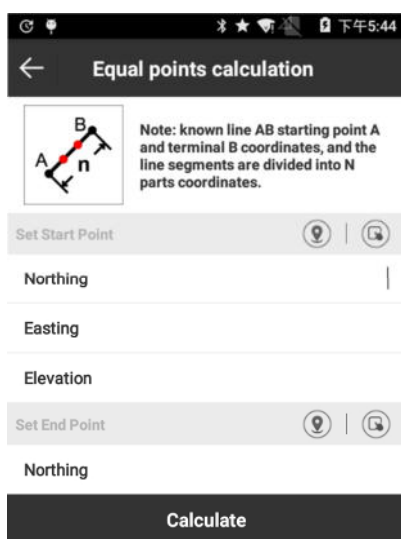 下午5:44
Equal points calculation
B
A
n
Note: known line AB starting point A
and terminal B coordinates, and the
line segments are divided into N
parts coordinates.
Set Start Point
Northing
Easting
Elevation
Set End Point
Northing
Calculate